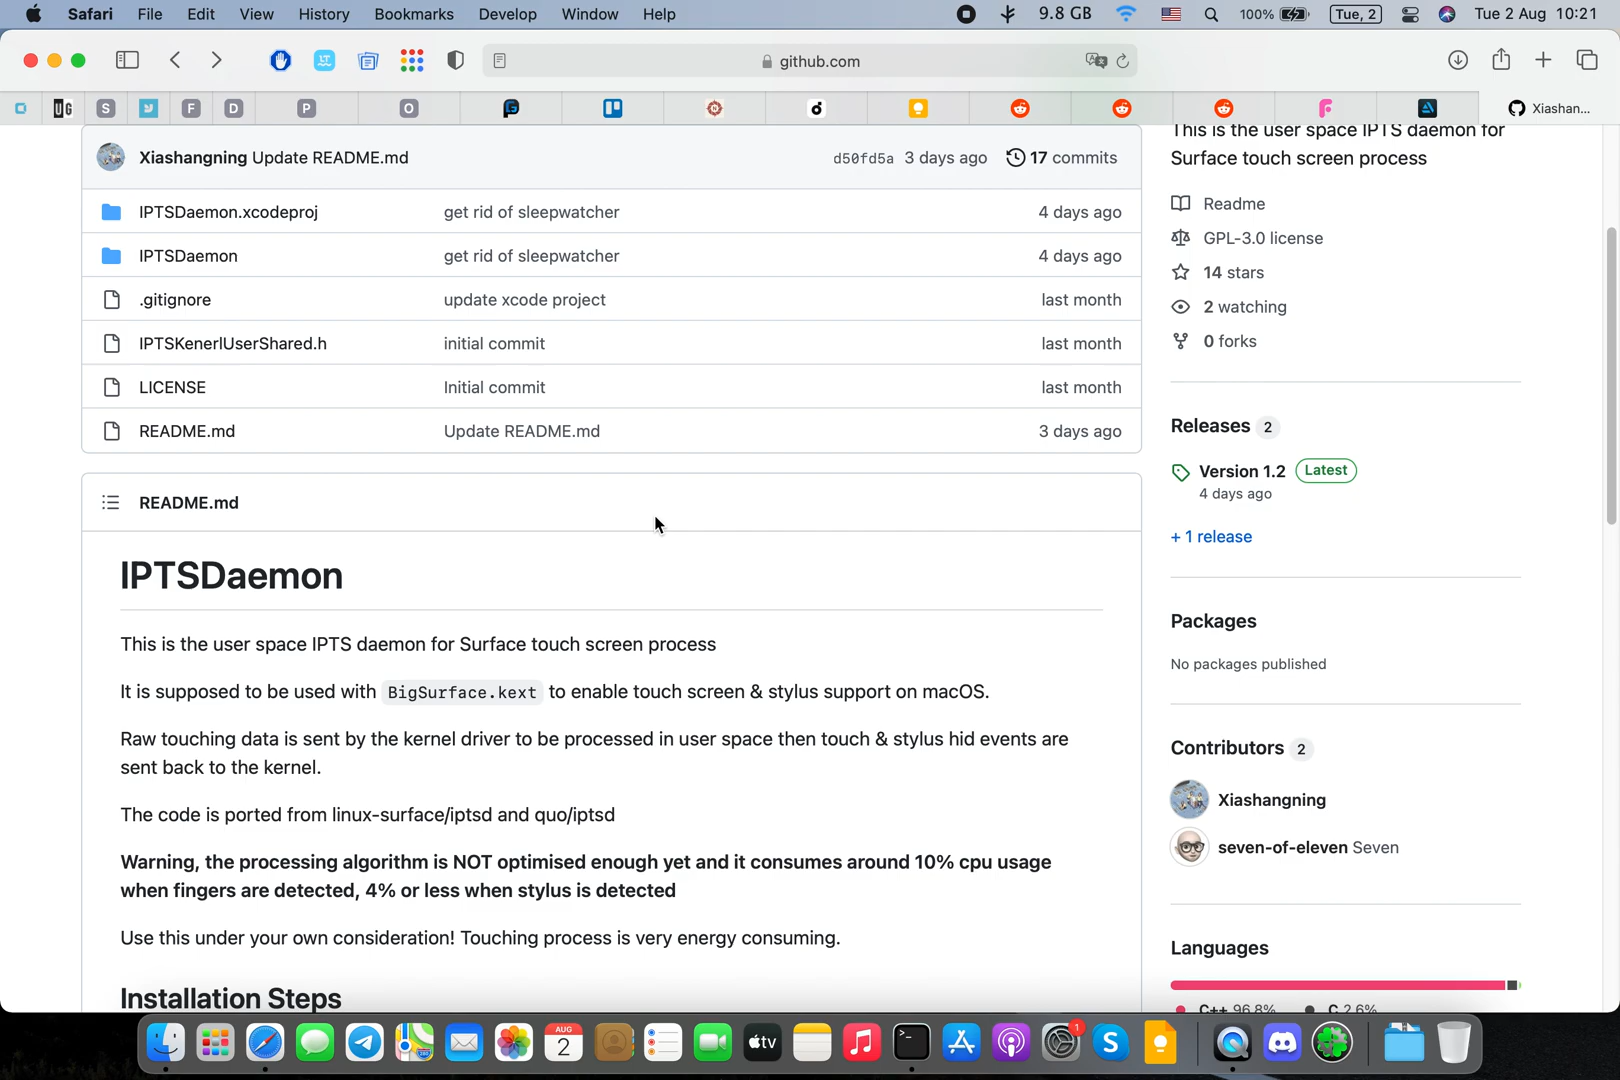 Safari File Edit View History Bookmarks Develop Window Help 9.8 GB 100% Tue, 2 Tue 2 Aug 10:21
github.com
UG S F D P O Xiashan...
This is the user space IPTS daemon for
Surface touch screen process
Xiashangning Update README.md d50fd5a 3 days ago 17 commits
IPTSDaemon.xcodeproj get rid of sleepwatcher 4 days ago
IPTSDaemon get rid of sleepwatcher 4 days ago
.gitignore update xcode project last month
IPTSKenerlUserShared.h initial commit last month
LICENSE Initial commit last month
README.md Update README.md 3 days ago
README.md
IPTSDaemon
This is the user space IPTS daemon for Surface touch screen process
It is supposed to be used with BigSurface.kext to enable touch screen & stylus support on macOS.
Raw touching data is sent by the kernel driver to be processed in user space then touch & stylus hid events are
sent back to the kernel.
The code is ported from linux-surface/iptsd and quo/iptsd
Warning, the processing algorithm is NOT optimised enough yet and it consumes around 10% cpu usage
when fingers are detected, 4% or less when stylus is detected
Use this under your own consideration! Touching process is very energy consuming.
Installation Steps
Readme
GPL-3.0 license
14 stars
2 watching
0 forks
Releases 2
Version 1.2 Latest
4 days ago
+ 1 release
Packages
No packages published
Contributors 2
Xiashangning
seven-of-eleven Seven
Languages
C++ 96.8% C 2.6%
AUG
2
tv
1